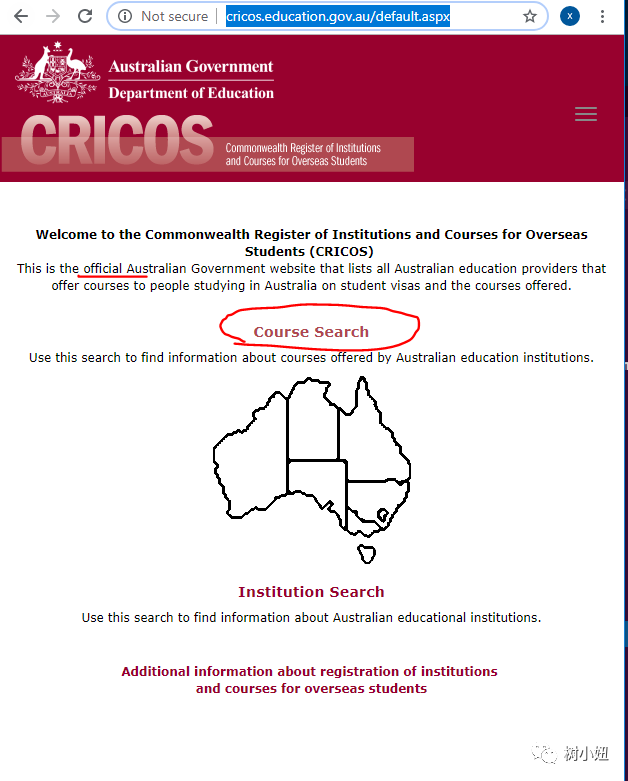 Not secure | cricos.education.gov.au/default.aspx
x
Australian Government
Department of Education
CRICOS
Commonwealth Register of Institutions
and Courses for Overseas Students
Welcome to the Commonwealth Register of Institutions and Courses for Overseas
Students (CRICOS)
This is the official Australian Government website that lists all Australian education providers that
offer courses to people studying in Australia on student visas and the courses offered.
Course Search
Use this search to find information about courses offered by Australian education institutions.
Institution Search
Use this search to find information about Australian educational institutions.
Additional information about registration of institutions
and courses for overseas students
树小妞